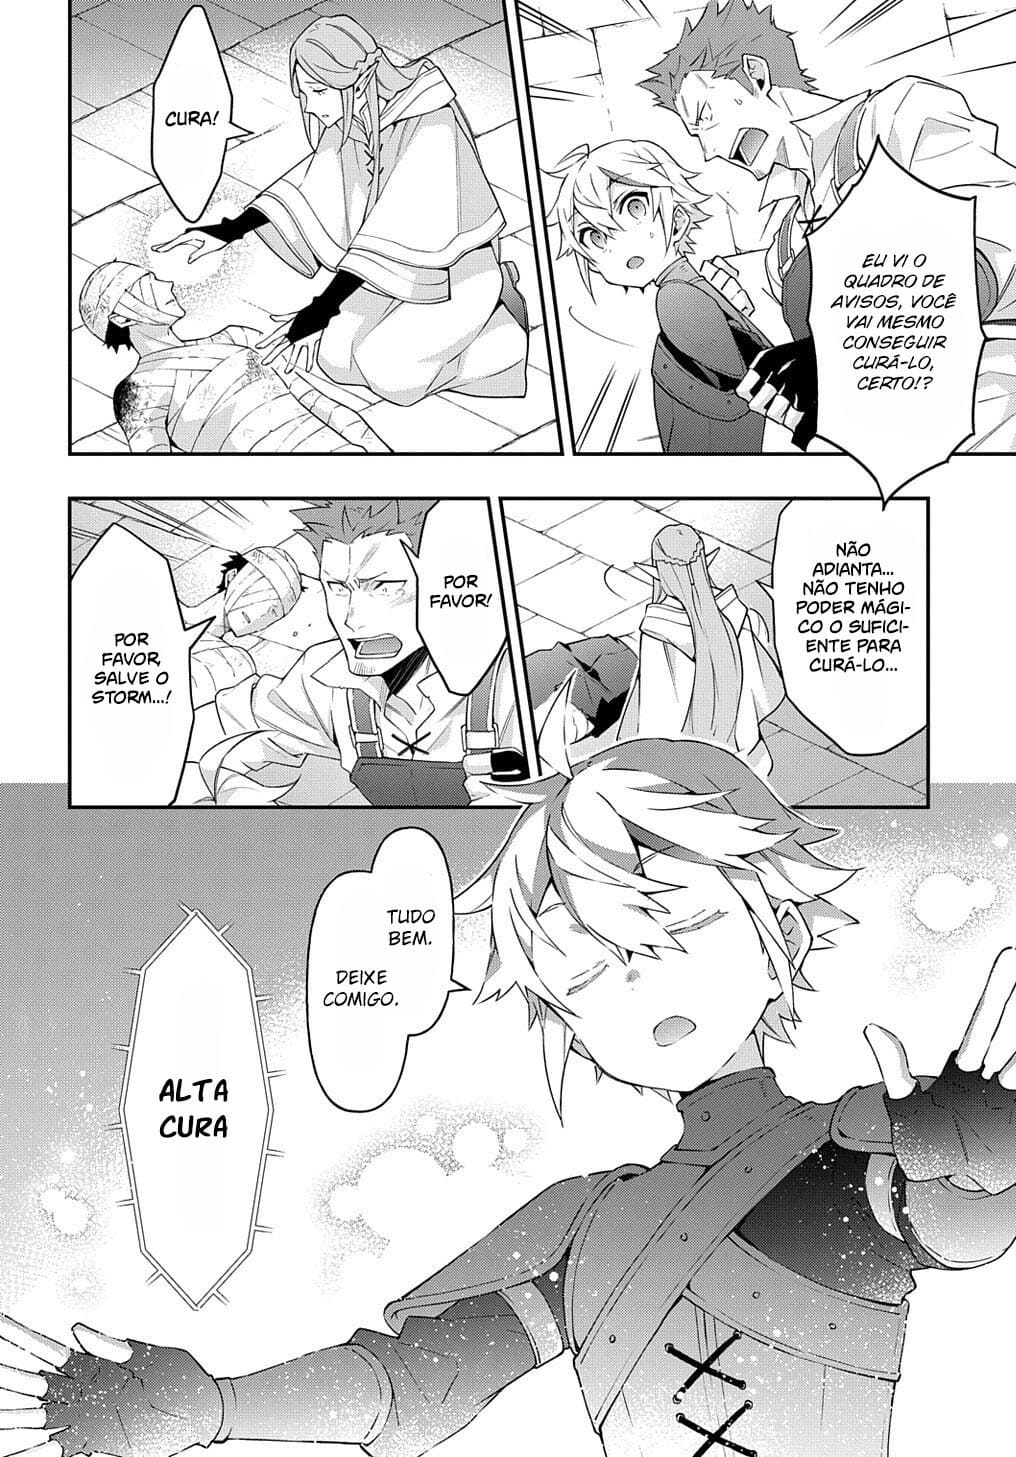 EU VI O
QUADRO DE
AVISOS, VOCÊ
VAI MESMO
CONSEGUIR
CURÁ-LO,
CERTO!?
CURA!
NÃO
ADIANTA...
NÃO TENHO
PODER MÁGI-
CO O SUFICI-
ENTE PARA
CURÁ-LO...
POR
FAVOR!
POR
FAVOR,
SALVE O
STORM...!
TUDO
BEM.
DEIXE
COMIGO.
ALTA
CURA